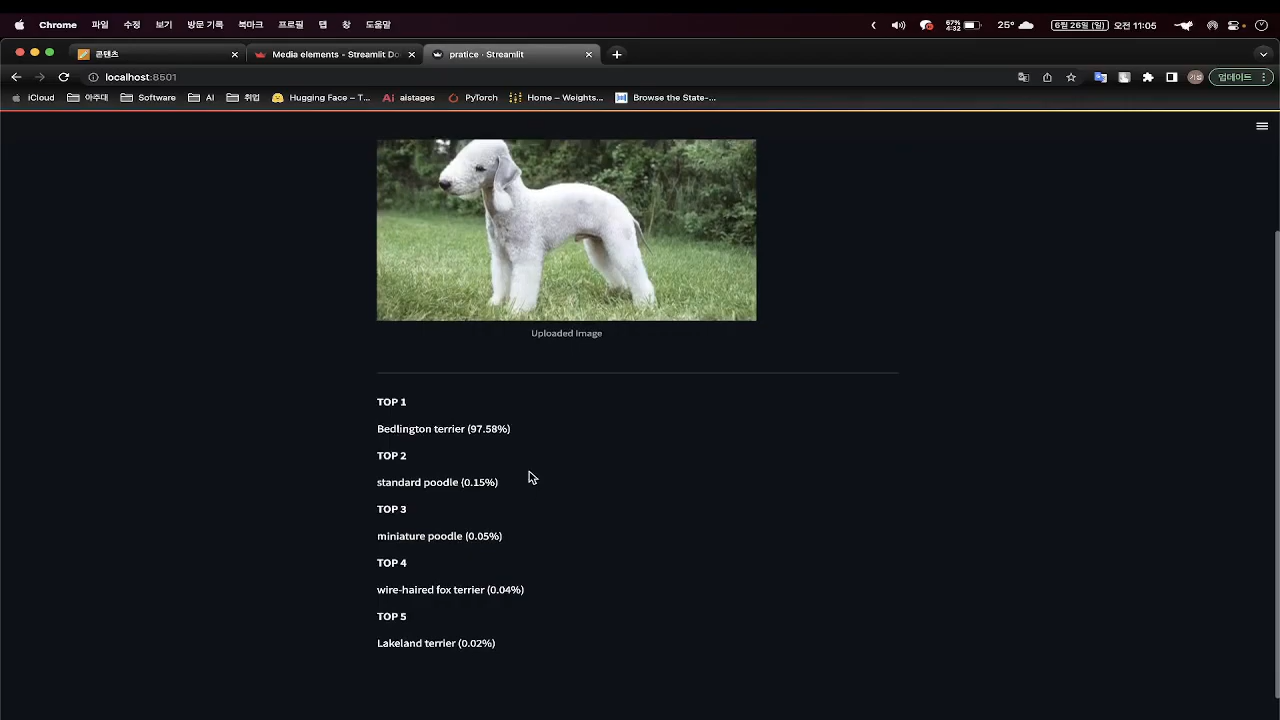 Chrome 파일 수정 보기 방문 기록 북마크 프로필 탭 창 도움말 67% 4:32 25° 6월 26일 (일) 오전 11:05
콘텐츠 Media elements - Streamlit Do pratice · Streamlit
localhost:8501 업데이트
iCloud 아주대 Software AI 취업 Hugging Face – T... aistages PyTorch Home – Weights... Browse the State-...
Uploaded Image
TOP 1
Bedlington terrier (97.58%)
TOP 2
standard poodle (0.15%)
TOP 3
miniature poodle (0.05%)
TOP 4
wire-haired fox terrier (0.04%)
TOP 5
Lakeland terrier (0.02%)